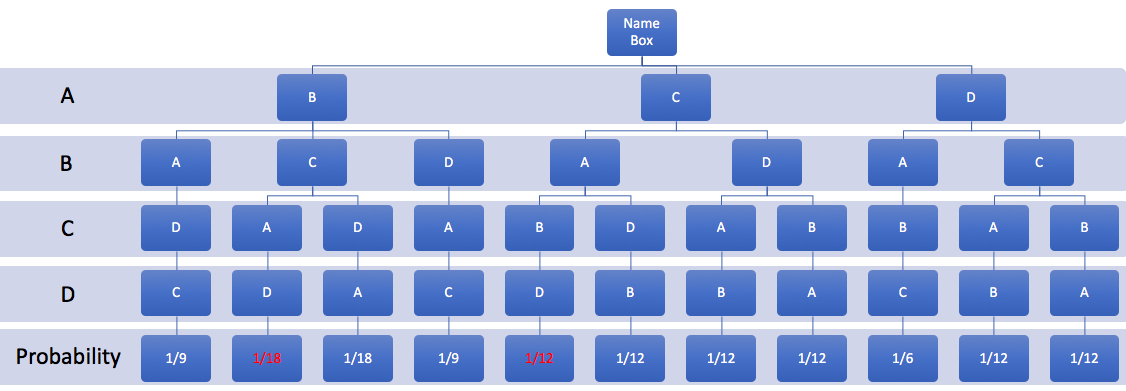 Name
Box
A B C D
B A C D A D A C
C D A D A B D A B B A B
D C D A C D B B A C B A
Probability 1/9 1/18 1/18 1/9 1/12 1/12 1/12 1/12 1/6 1/12 1/12